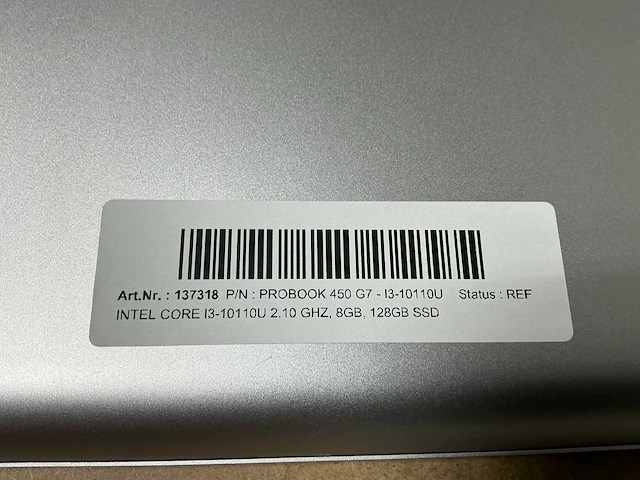 Art.Nr. : 137318 P/N : PROBOOK 450 G7 - I3-10110U Status : REF
INTEL CORE I3-10110U 2.10 GHZ, 8GB, 128GB SSD